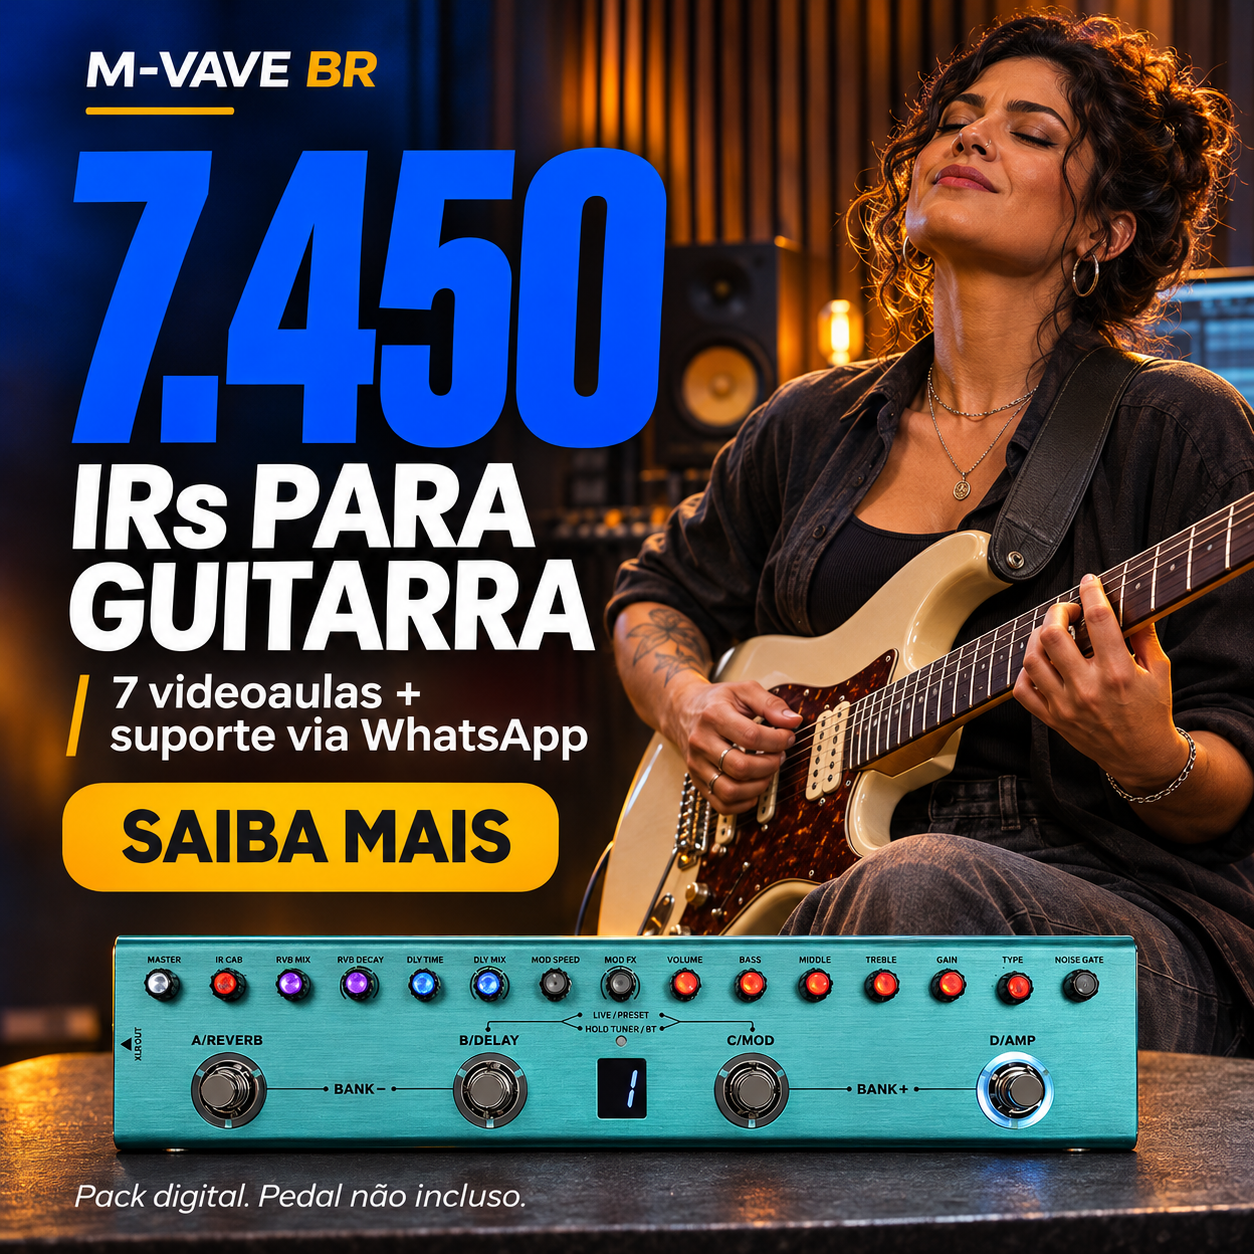 M-VAVE BR
7.450
IRs PARA
GUITARRA
7 videoaulas +
suporte via WhatsApp
SAIBA MAIS
MASTER IR CAB RVB MIX RVB DECAY DLY TIME DLY MIX MOD SPEED MOD FX VOLUME BASS MIDDLE TREBLE GAIN TYPE NOISE GATE
LIVE / PRESET
HOLD TUNER / BT
XLR OUT
A/REVERB B/DELAY C/MOD D/AMP
BANK − 1 BANK +
Pack digital. Pedal não incluso.